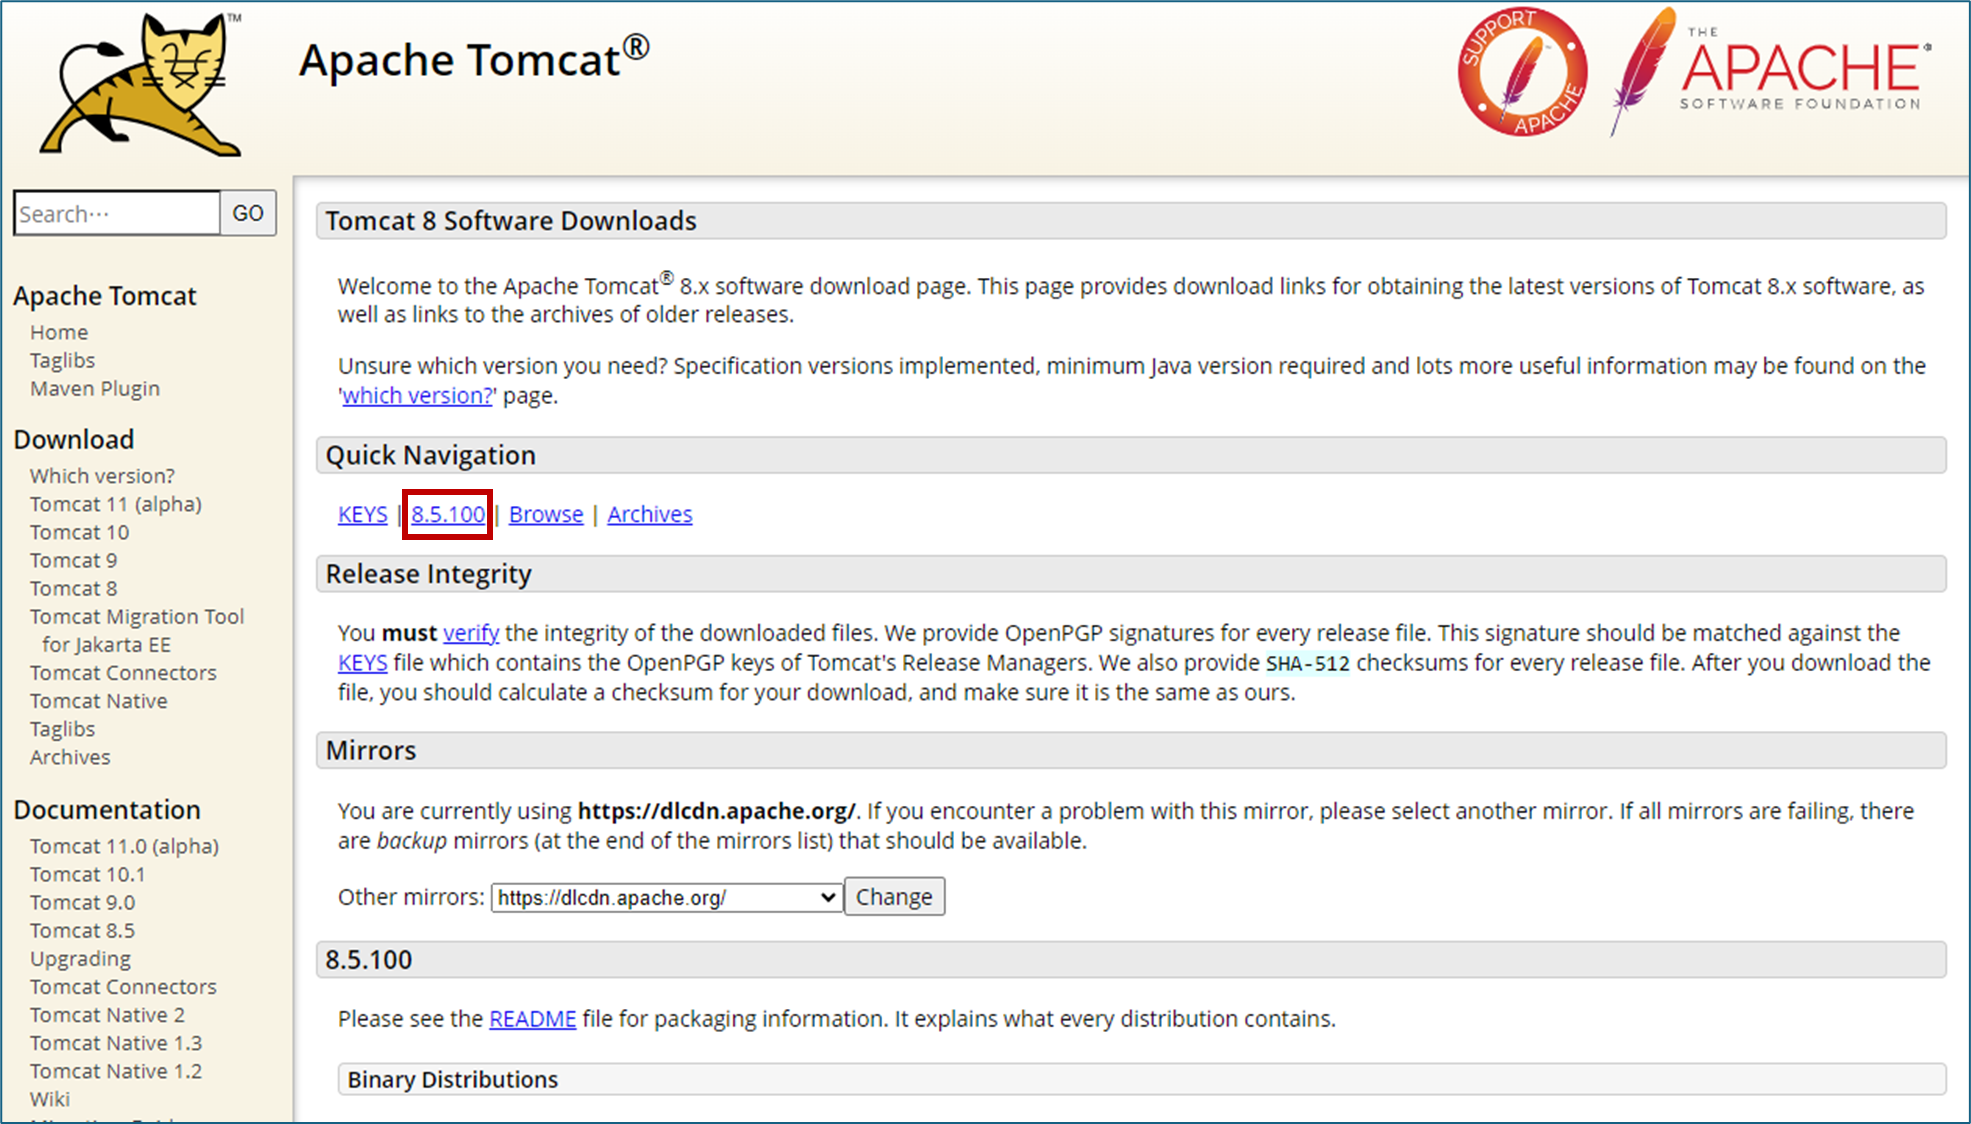 TM
Apache Tomcat®
SUPPORT
APACHE
THE
APACHE®
SOFTWARE FOUNDATION
Search…
GO
Apache Tomcat
Home
Taglibs
Maven Plugin
Download
Which version?
Tomcat 11 (alpha)
Tomcat 10
Tomcat 9
Tomcat 8
Tomcat Migration Tool
for Jakarta EE
Tomcat Connectors
Tomcat Native
Taglibs
Archives
Documentation
Tomcat 11.0 (alpha)
Tomcat 10.1
Tomcat 9.0
Tomcat 8.5
Upgrading
Tomcat Connectors
Tomcat Native 2
Tomcat Native 1.3
Tomcat Native 1.2
Wiki
Tomcat 8 Software Downloads
Welcome to the Apache Tomcat® 8.x software download page. This page provides download links for obtaining the latest versions of Tomcat 8.x software, as
well as links to the archives of older releases.
Unsure which version you need? Specification versions implemented, minimum Java version required and lots more useful information may be found on the
'which version?' page.
Quick Navigation
KEYS | 8.5.100 | Browse | Archives
Release Integrity
You must verify the integrity of the downloaded files. We provide OpenPGP signatures for every release file. This signature should be matched against the
KEYS file which contains the OpenPGP keys of Tomcat's Release Managers. We also provide SHA-512 checksums for every release file. After you download the
file, you should calculate a checksum for your download, and make sure it is the same as ours.
Mirrors
You are currently using https://dlcdn.apache.org/. If you encounter a problem with this mirror, please select another mirror. If all mirrors are failing, there
are backup mirrors (at the end of the mirrors list) that should be available.
Other mirrors: https://dlcdn.apache.org/ Change
8.5.100
Please see the README file for packaging information. It explains what every distribution contains.
Binary Distributions